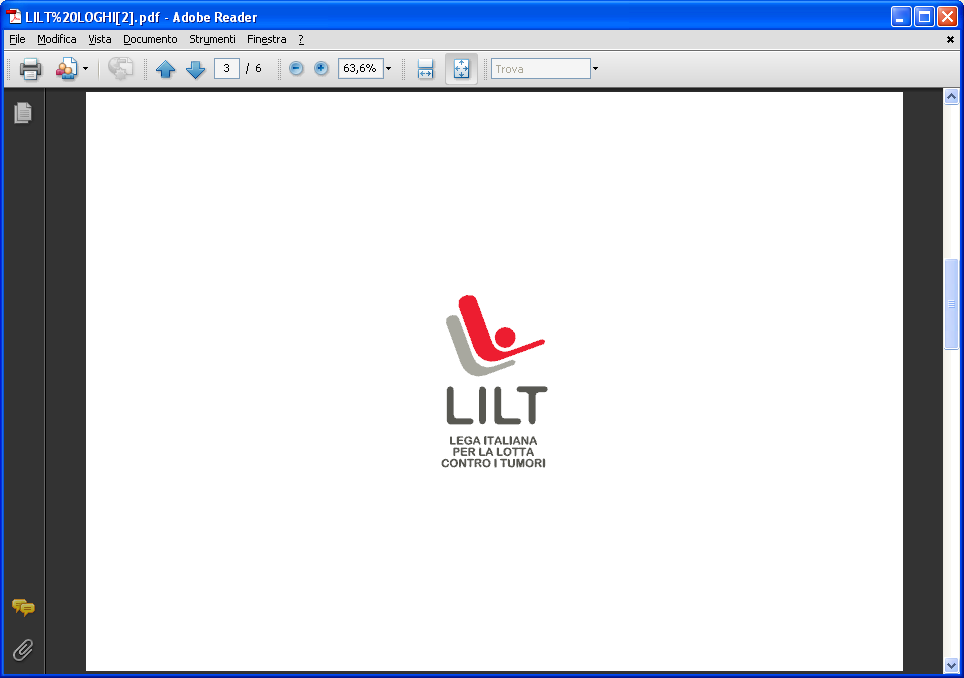 LILT%20LOGHI[2].pdf - Adobe Reader
File Modifica Vista Documento Strumenti Finestra ?
3 / 6 63,6% Trova
LILT
LEGA ITALIANA
PER LA LOTTA
CONTRO I TUMORI